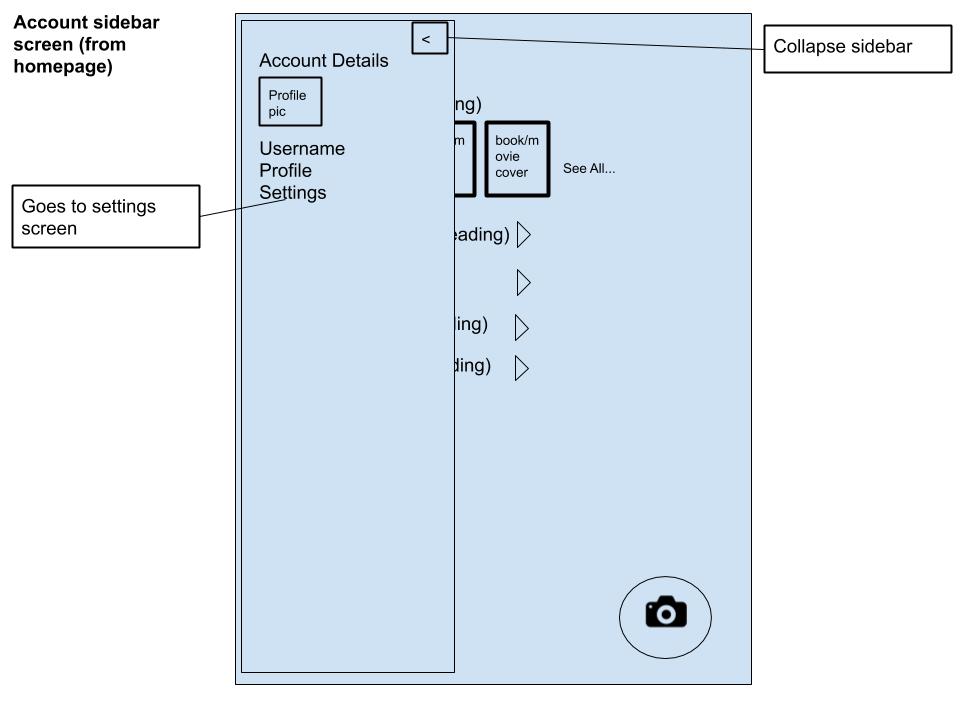 Account sidebar
screen (from
homepage)
<
Collapse sidebar
Account Details
Profile
pic
Username
Profile
Settings
Goes to settings
screen
ng)
m
book/m
ovie
cover
See All...
eading)
ling)
ding)